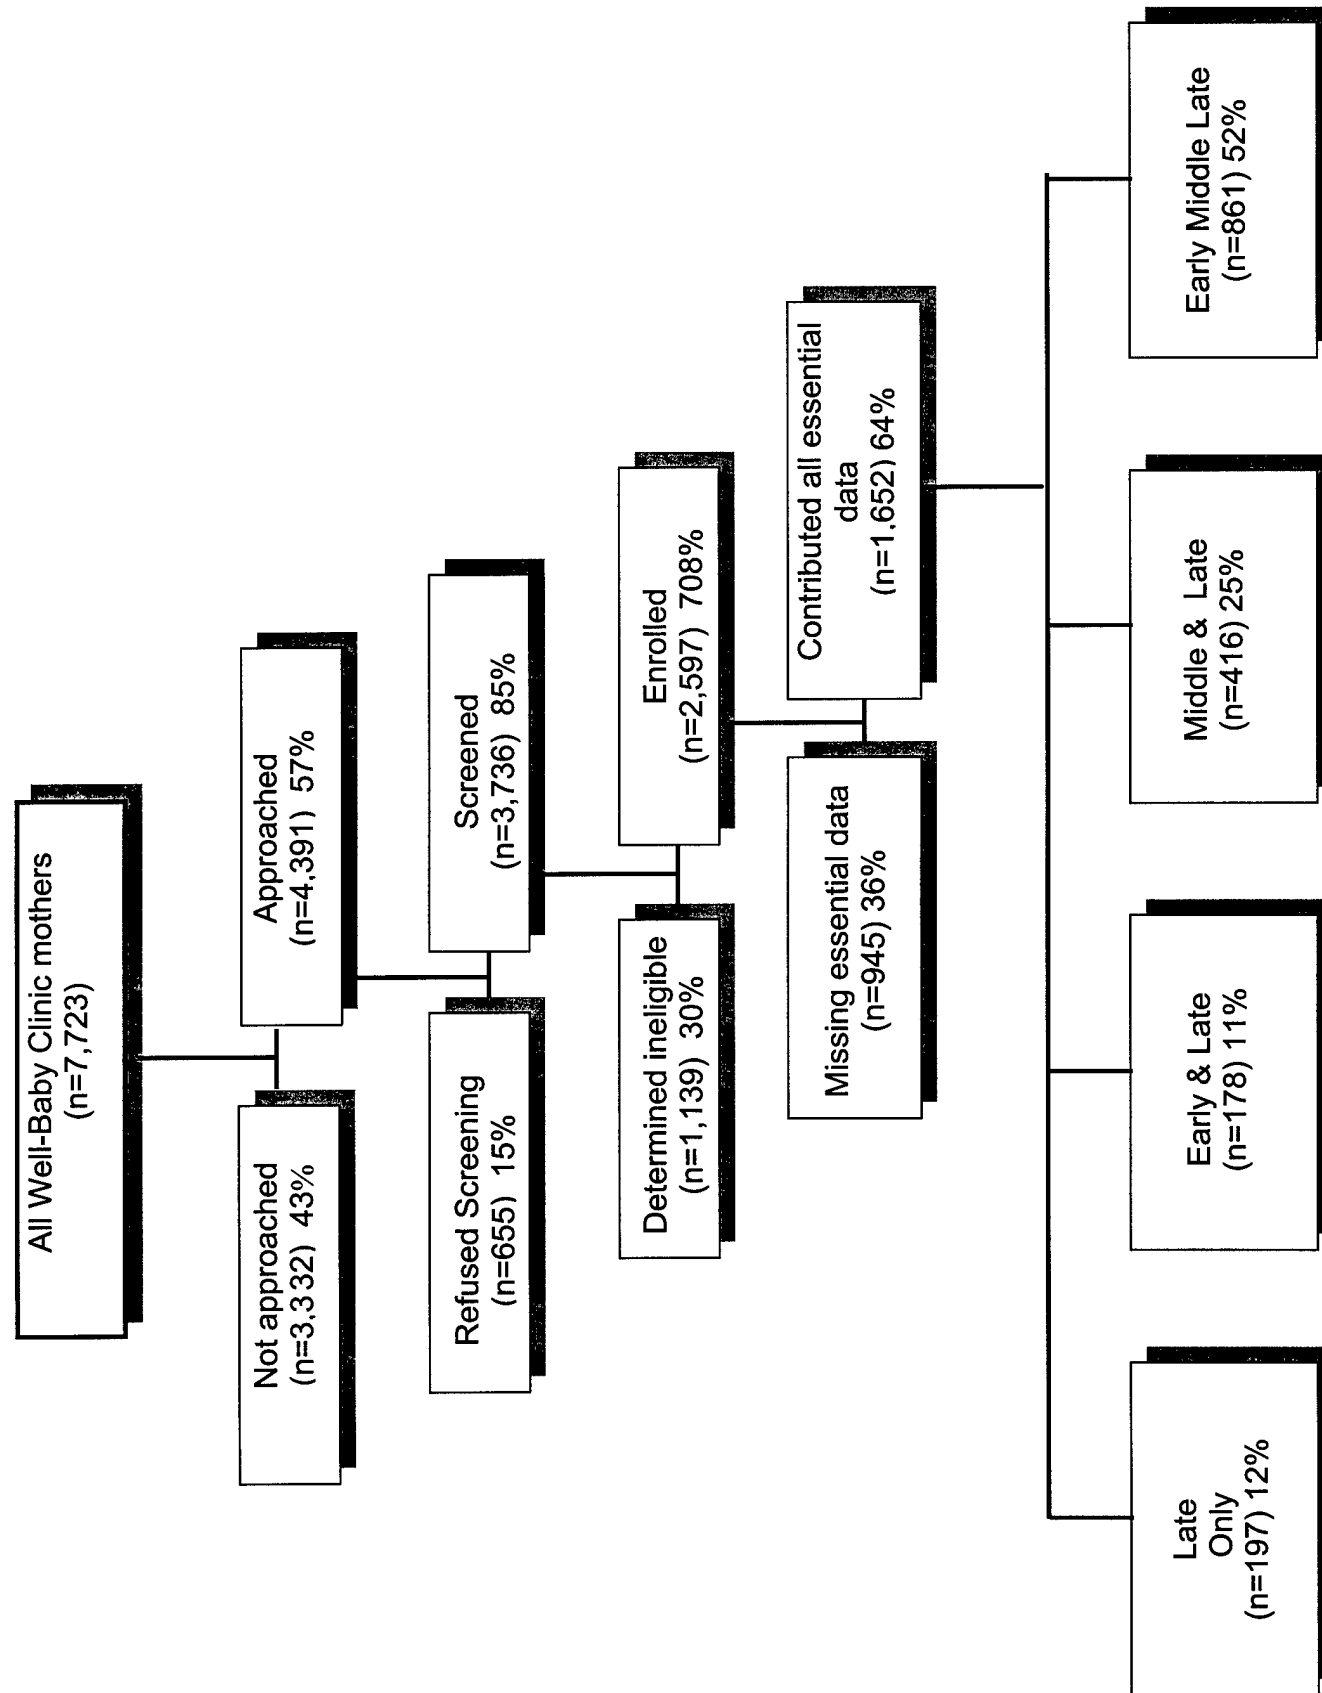 All Well-Baby Clinic mothers
(n=7,723)
Not approached
(n=3,332) 43%
Approached
(n=4,391) 57%
Refused Screening
(n=655) 15%
Screened
(n=3,736) 85%
Determined ineligible
(n=1,139) 30%
Enrolled
(n=2,597) 708%
Missing essential data
(n=945) 36%
Contributed all essential
data
(n=1,652) 64%
Late
Only
(n=197) 12%
Early & Late
(n=178) 11%
Middle & Late
(n=416) 25%
Early Middle Late
(n=861) 52%